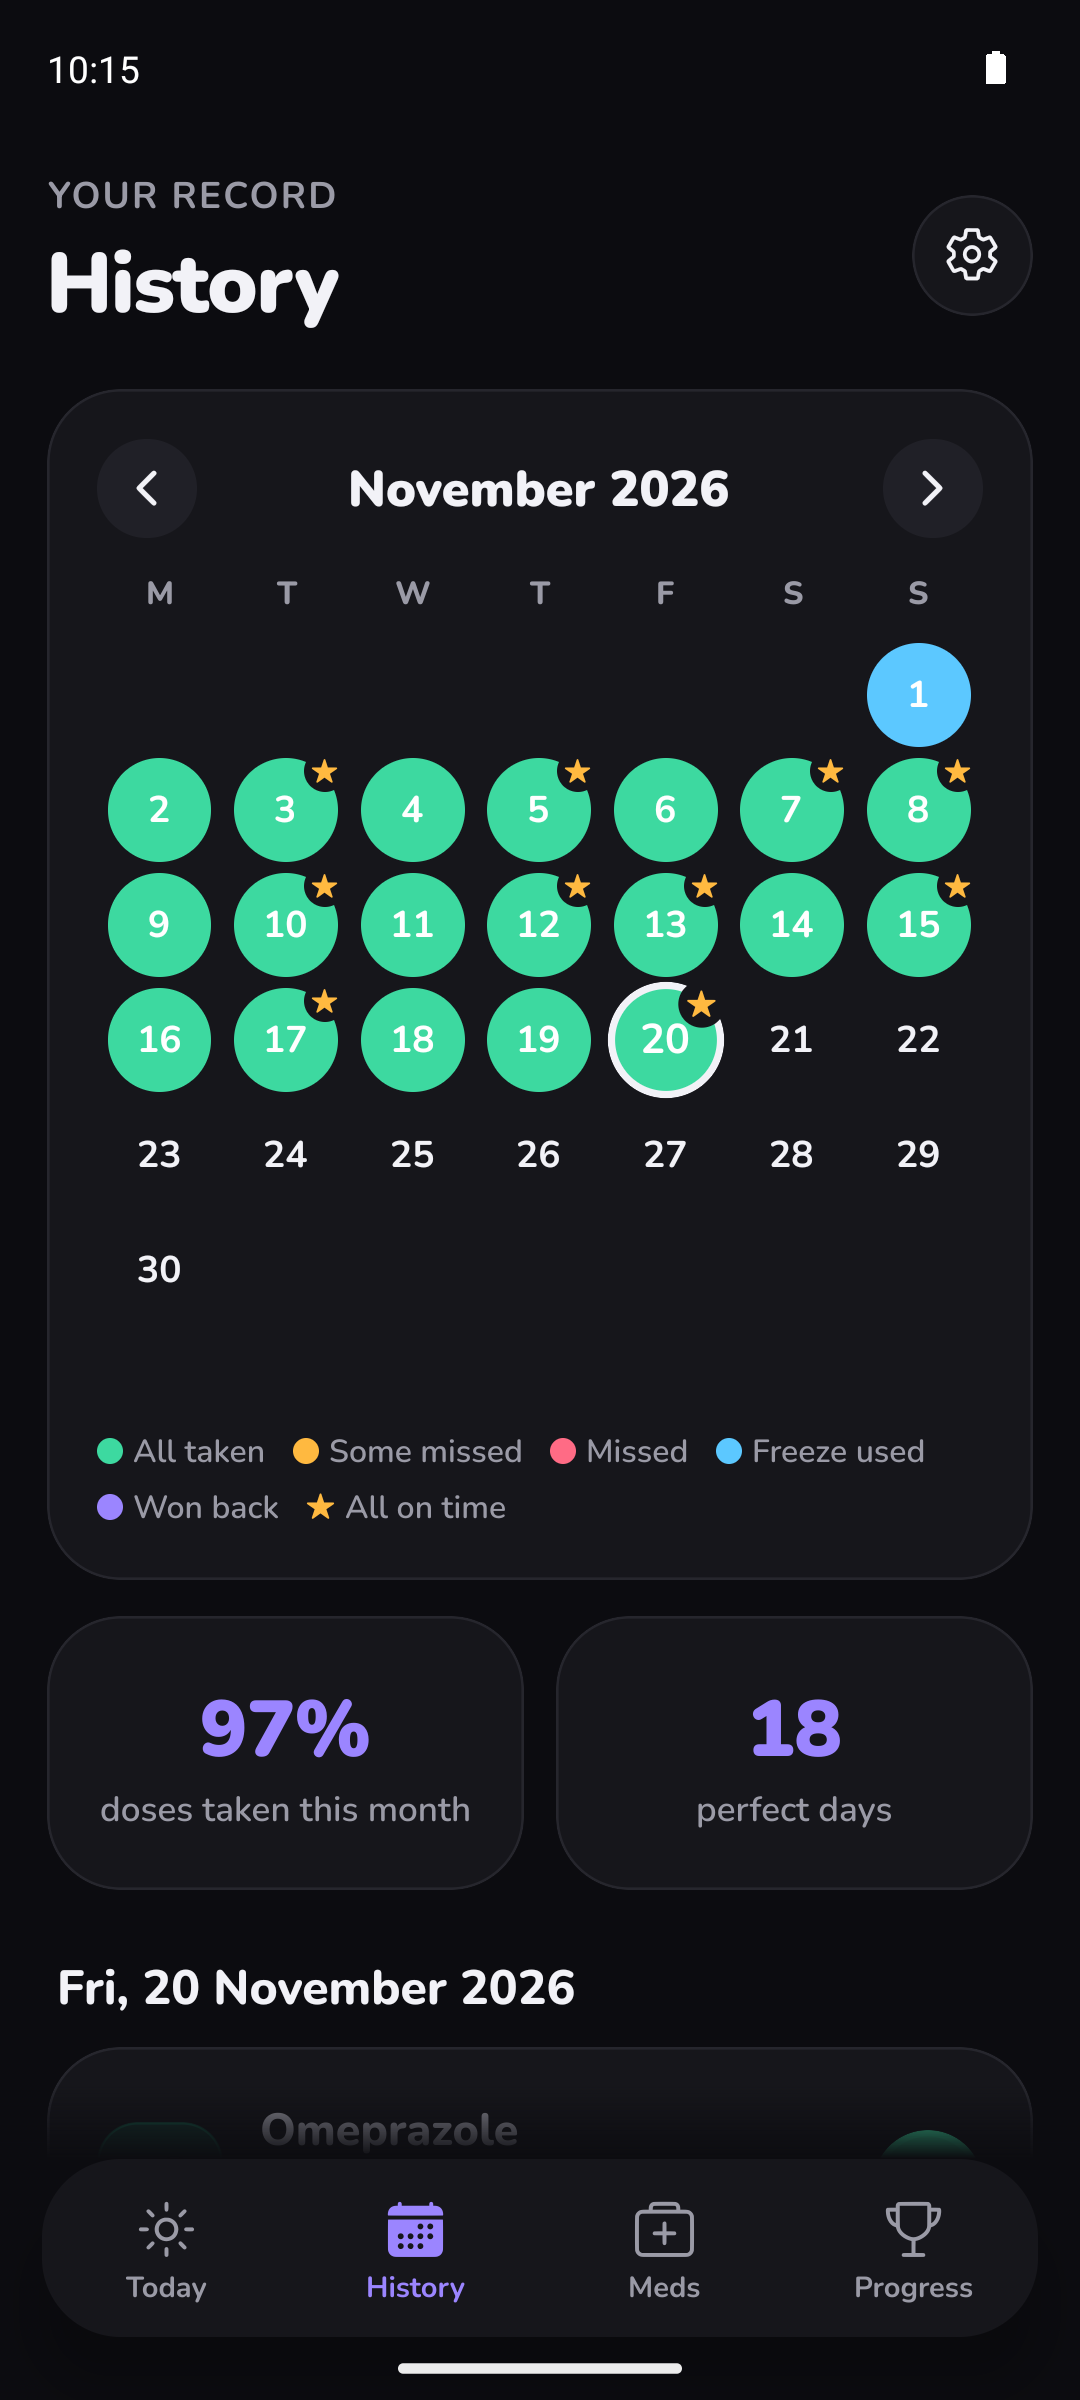 10:15
YOUR RECORD
History
November 2026
M T W T F S S
1
2 3 4 5 6 7 8
9 10 11 12 13 14 15
16 17 18 19 20 21 22
23 24 25 26 27 28 29
30
All taken Some missed Missed Freeze used
Won back All on time
97% 18
doses taken this month perfect days
Fri, 20 November 2026
Omeprazole
Today History Meds Progress